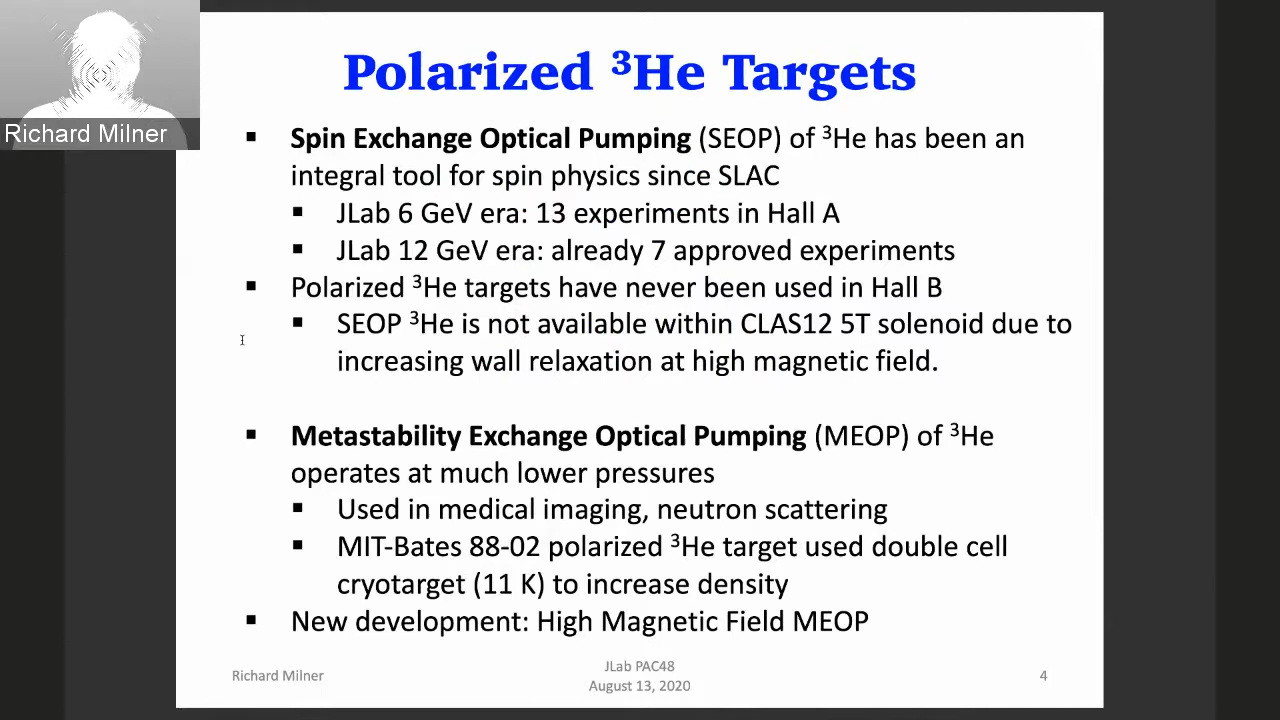 Richard Milner
Polarized ³He Targets
▪ Spin Exchange Optical Pumping (SEOP) of ³He has been an
integral tool for spin physics since SLAC
▪ JLab 6 GeV era: 13 experiments in Hall A
▪ JLab 12 GeV era: already 7 approved experiments
▪ Polarized ³He targets have never been used in Hall B
▪ SEOP ³He is not available within CLAS12 5T solenoid due to
increasing wall relaxation at high magnetic field.
▪ Metastability Exchange Optical Pumping (MEOP) of ³He
operates at much lower pressures
▪ Used in medical imaging, neutron scattering
▪ MIT-Bates 88-02 polarized ³He target used double cell
cryotarget (11 K) to increase density
▪ New development: High Magnetic Field MEOP
Richard Milner
JLab PAC48
August 13, 2020
4